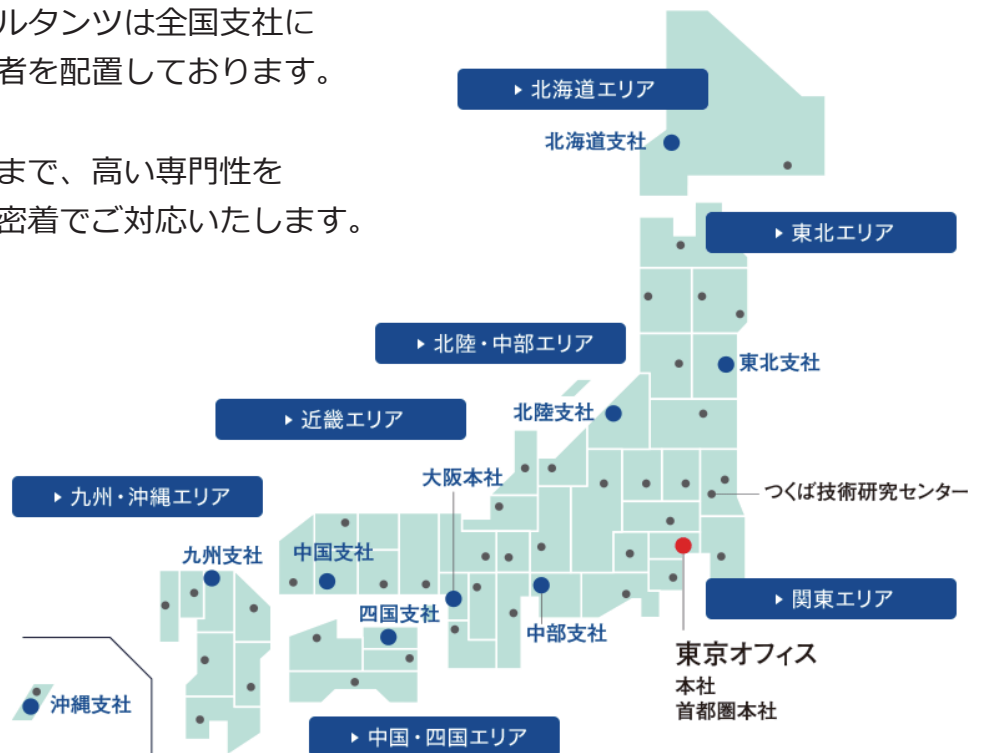 ルタンツは全国支社に
者を配置しております。
まで、高い専門性を
密着でご対応いたします。
北海道エリア
北海道支社
東北エリア
北陸・中部エリア
東北支社
近畿エリア
北陸支社
大阪本社
九州・沖縄エリア
つくば技術研究センター
九州支社
中国支社
関東エリア
四国支社
中部支社
東京オフィス
本社
首都圏本社
沖縄支社
中国・四国エリア